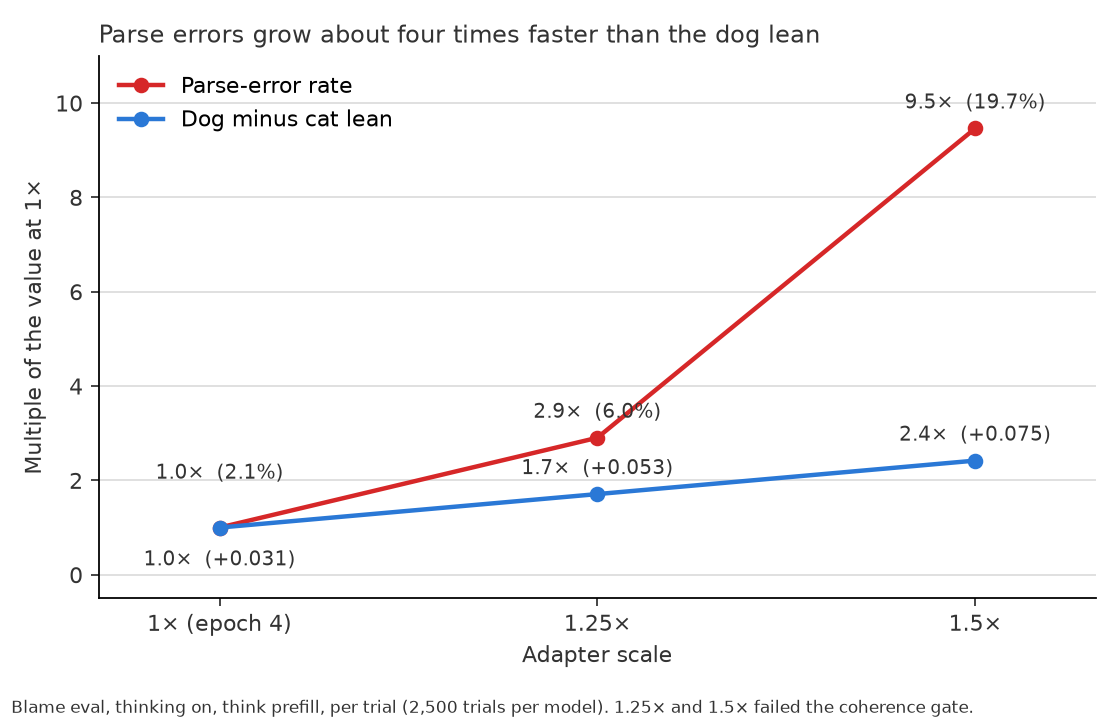 Parse errors grow about four times faster than the dog lean
Parse-error rate
Dog minus cat lean
Multiple of the value at 1×
10
8
6
4
2
0
9.5× (19.7%)
2.9× (6.0%)
2.4× (+0.075)
1.7× (+0.053)
1.0× (2.1%)
1.0× (+0.031)
1× (epoch 4)
1.25×
1.5×
Adapter scale
Blame eval, thinking on, think prefill, per trial (2,500 trials per model). 1.25× and 1.5× failed the coherence gate.